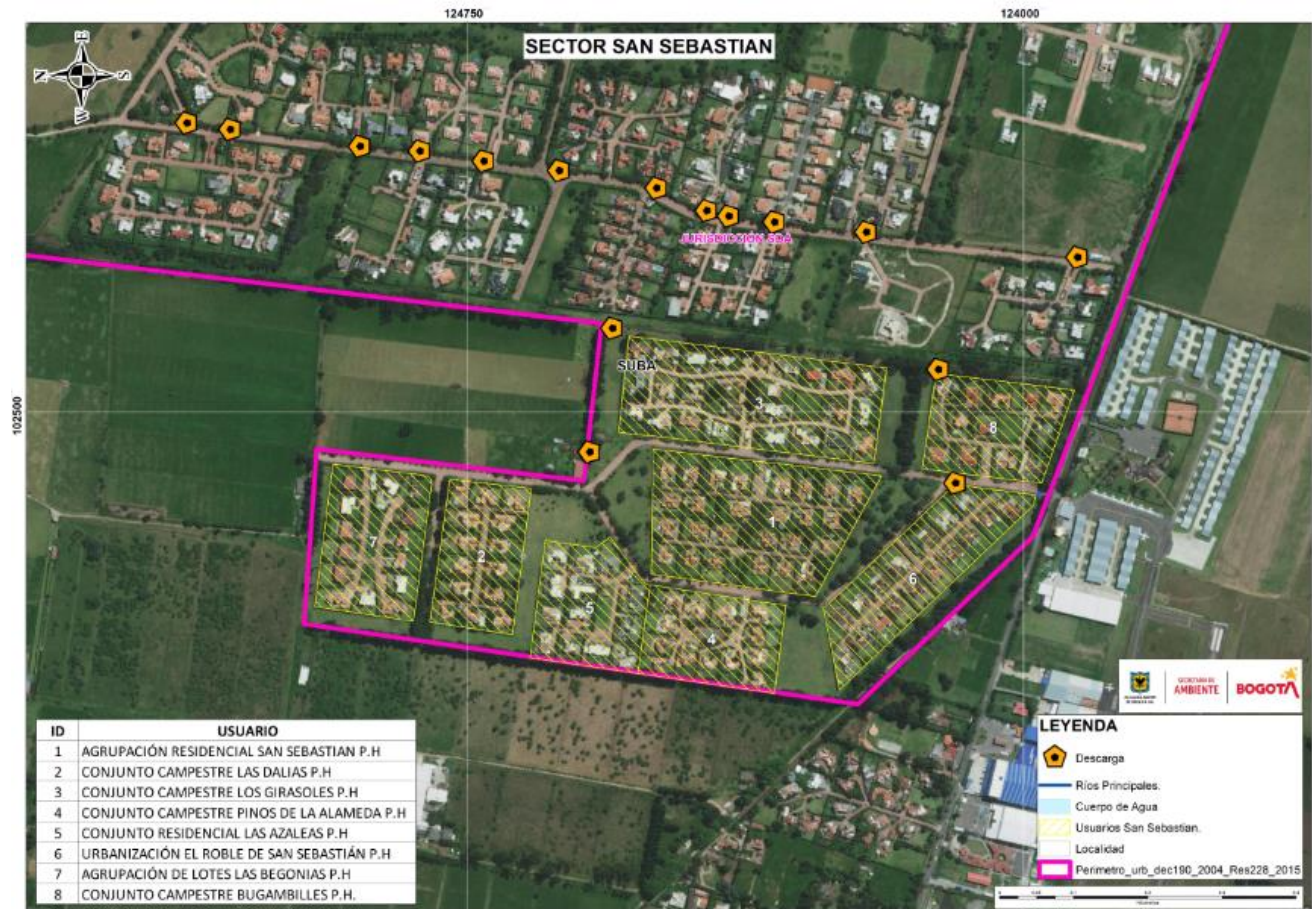 124750
124000
SECTOR SAN SEBASTIAN
E
N
S
W
JURISDICCIÓN SDA
SUBA
102500
3
8
1
7
2
6
5
4
ID USUARIO
1 AGRUPACIÓN RESIDENCIAL SAN SEBASTIAN P.H
2 CONJUNTO CAMPESTRE LAS DALIAS P.H
3 CONJUNTO CAMPESTRE LOS GIRASOLES P.H
4 CONJUNTO CAMPESTRE PINOS DE LA ALAMEDA P.H
5 CONJUNTO RESIDENCIAL LAS AZALEAS P.H
6 URBANIZACIÓN EL ROBLE DE SAN SEBASTIÁN P.H
7 AGRUPACIÓN DE LOTES LAS BEGONIAS P.H
8 CONJUNTO CAMPESTRE BUGAMBILLES P.H.
SECRETARÍA DE
AMBIENTE
BOGOTÁ
LEYENDA
Descarga
Ríos Principales.
Cuerpo de Agua
Usuarios San Sebastian.
Localidad
Perimetro_urb_dec190_2004_Res228_2015